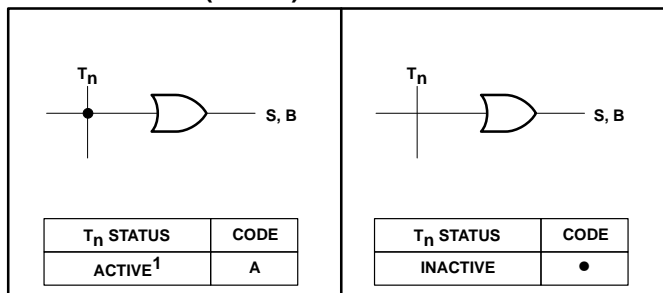 Tn
S, B
Tn STATUS CODE
ACTIVE1 A
Tn
S, B
Tn STATUS CODE
INACTIVE ●